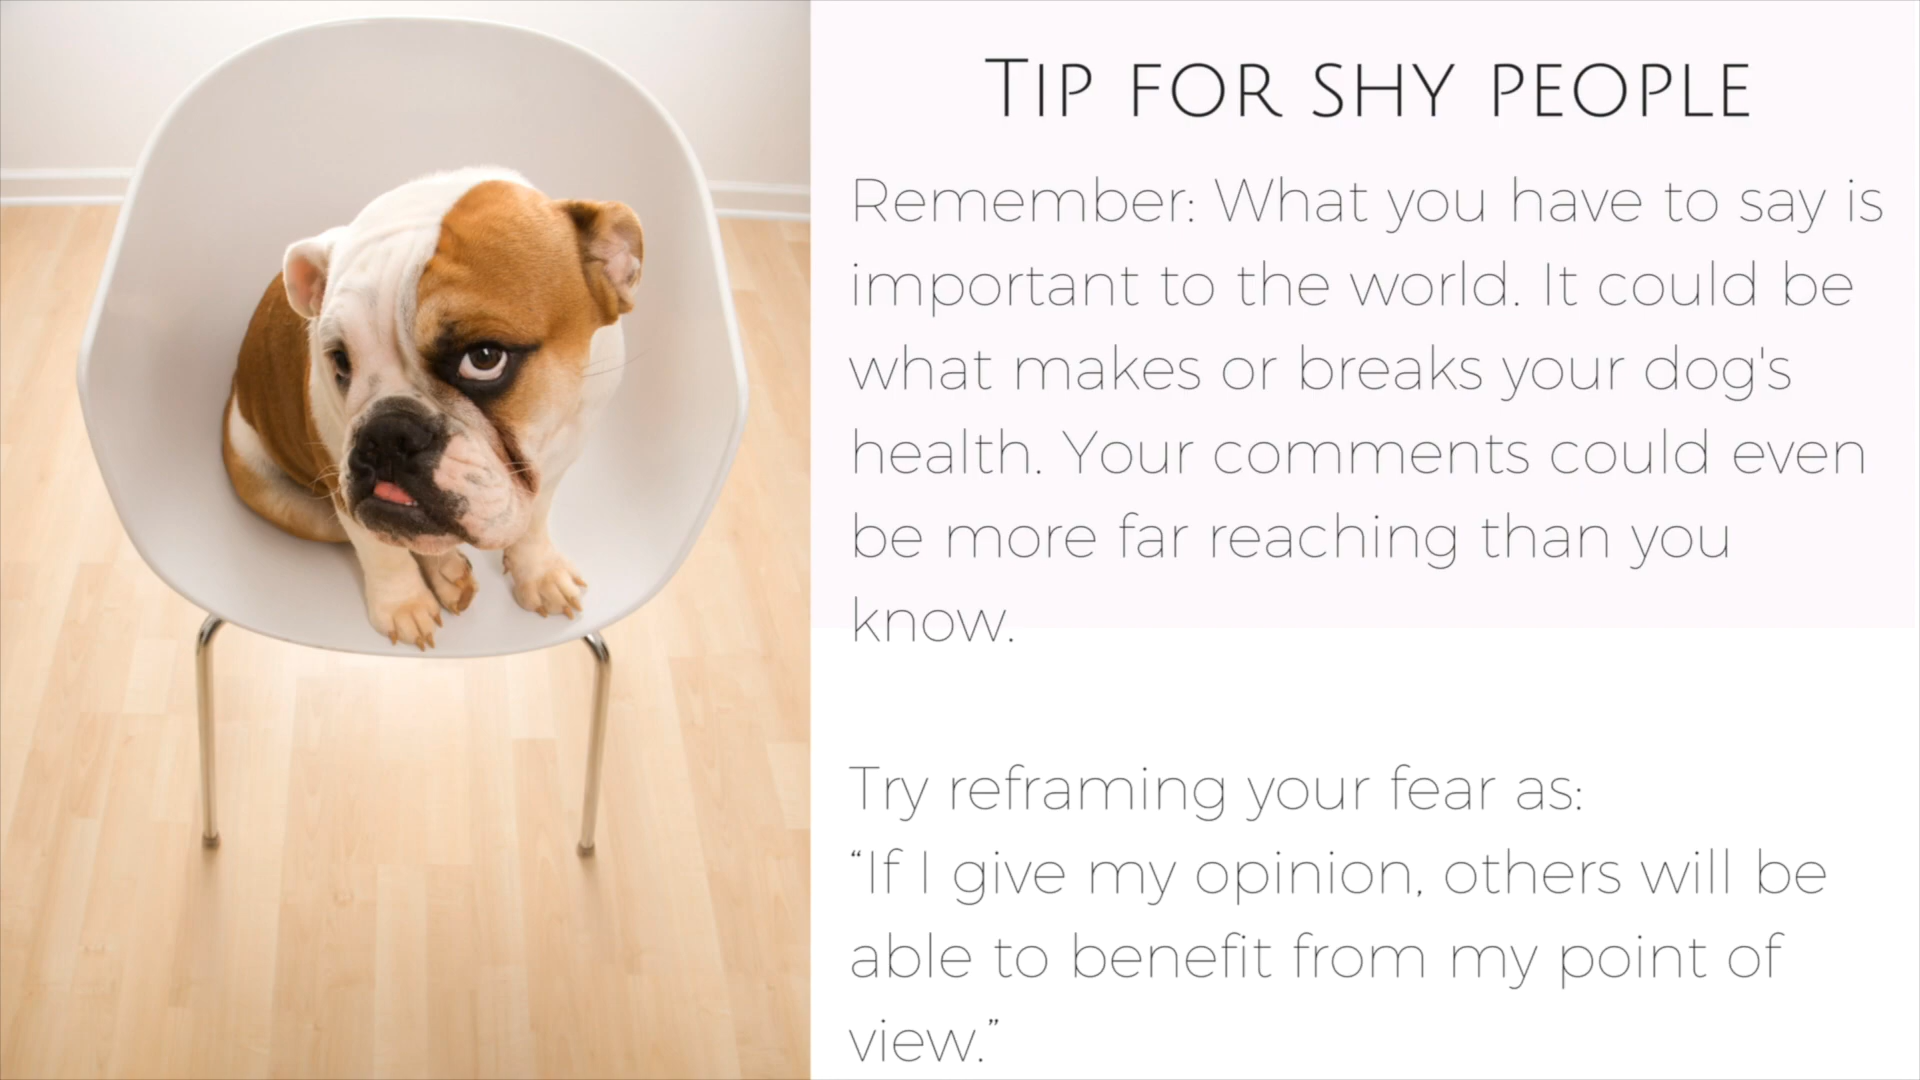 Tip for shy people
Remember: What you have to say is
important to the world. It could be
what makes or breaks your dog's
health. Your comments could even
be more far reaching than you
know.
Try reframing your fear as:
“If I give my opinion, others will be
able to benefit from my point of
view.”